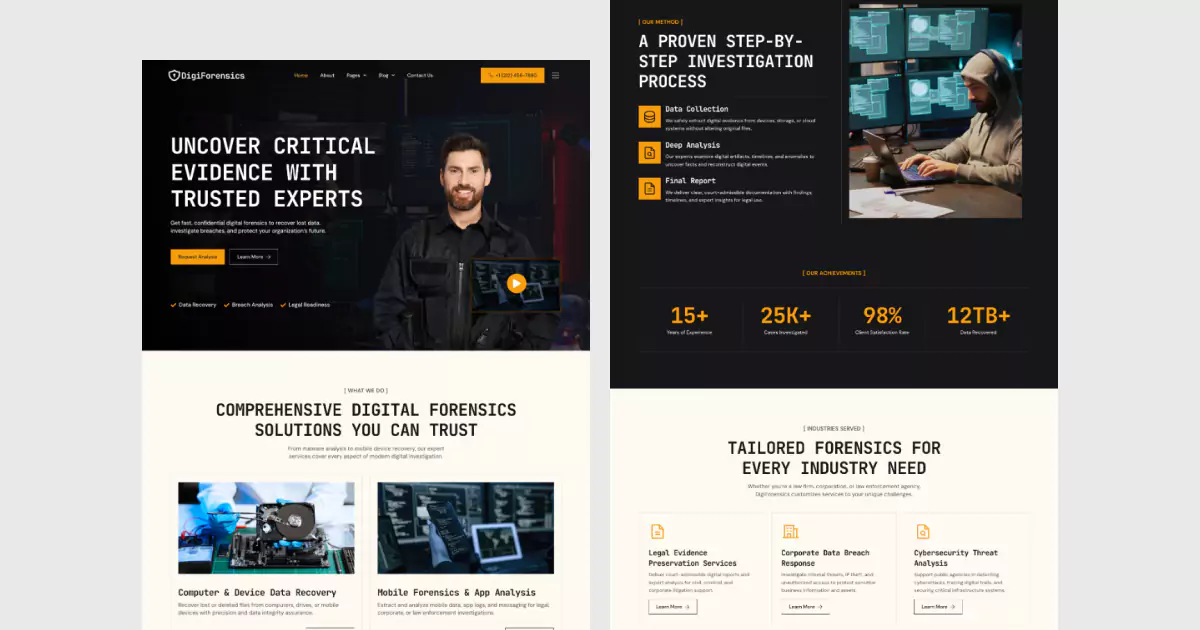 DigiForensics
Home
About
Pages
Blog
Contact Us
UNCOVER CRITICAL
EVIDENCE WITH
TRUSTED EXPERTS
Get fast, confidential digital forensics to recover lost data,
investigate breaches, and protect your organization's future.
Request Analysis
Learn More →
Data Recovery
Breach Analysis
Legal Readiness
[ WHAT WE DO ]
COMPREHENSIVE DIGITAL FORENSICS
SOLUTIONS YOU CAN TRUST
From malware analysis to mobile device recovery, our expert
services cover every aspect of modern digital investigation.
Computer & Device Data Recovery
Recover lost or deleted files from computers, drives, or mobile
devices with precision and data integrity assurance.
Mobile Forensics & App Analysis
Extract and analyze mobile data, app logs, and messaging for legal,
corporate, or law enforcement investigations.
[ OUR METHOD ]
A PROVEN STEP-BY-
STEP INVESTIGATION
PROCESS
Data Collection
We safely extract digital evidence from devices, storage, or cloud
systems without altering original files.
Deep Analysis
Our experts examine digital artifacts, timelines, and anomalies to
uncover facts and reconstruct digital events.
Final Report
We deliver clear, court-admissible documentation with findings,
timelines, and expert insights for legal use.
[ OUR ACHIEVEMENTS ]
15+
Years of Experience
25K+
Cases Investigated
98%
Client Satisfaction Rate
12TB+
Data Recovered
[ INDUSTRIES SERVED ]
TAILORED FORENSICS FOR
EVERY INDUSTRY NEED
Whether you're a law firm, corporation, or law enforcement agency,
DigiForensics customizes services to your unique challenges.
Legal Evidence
Preservation Services
Deliver court-admissible digital reports and
expert analysis for civil, criminal, and
corporate litigation support.
Learn More →
Corporate Data Breach
Response
Investigate internal threats, IP theft, and
unauthorized access to protect sensitive
business information and assets.
Learn More →
Cybersecurity Threat
Analysis
Support public agencies in detecting
cyberattacks, tracing digital trails, and
securing critical infrastructure systems.
Learn More →